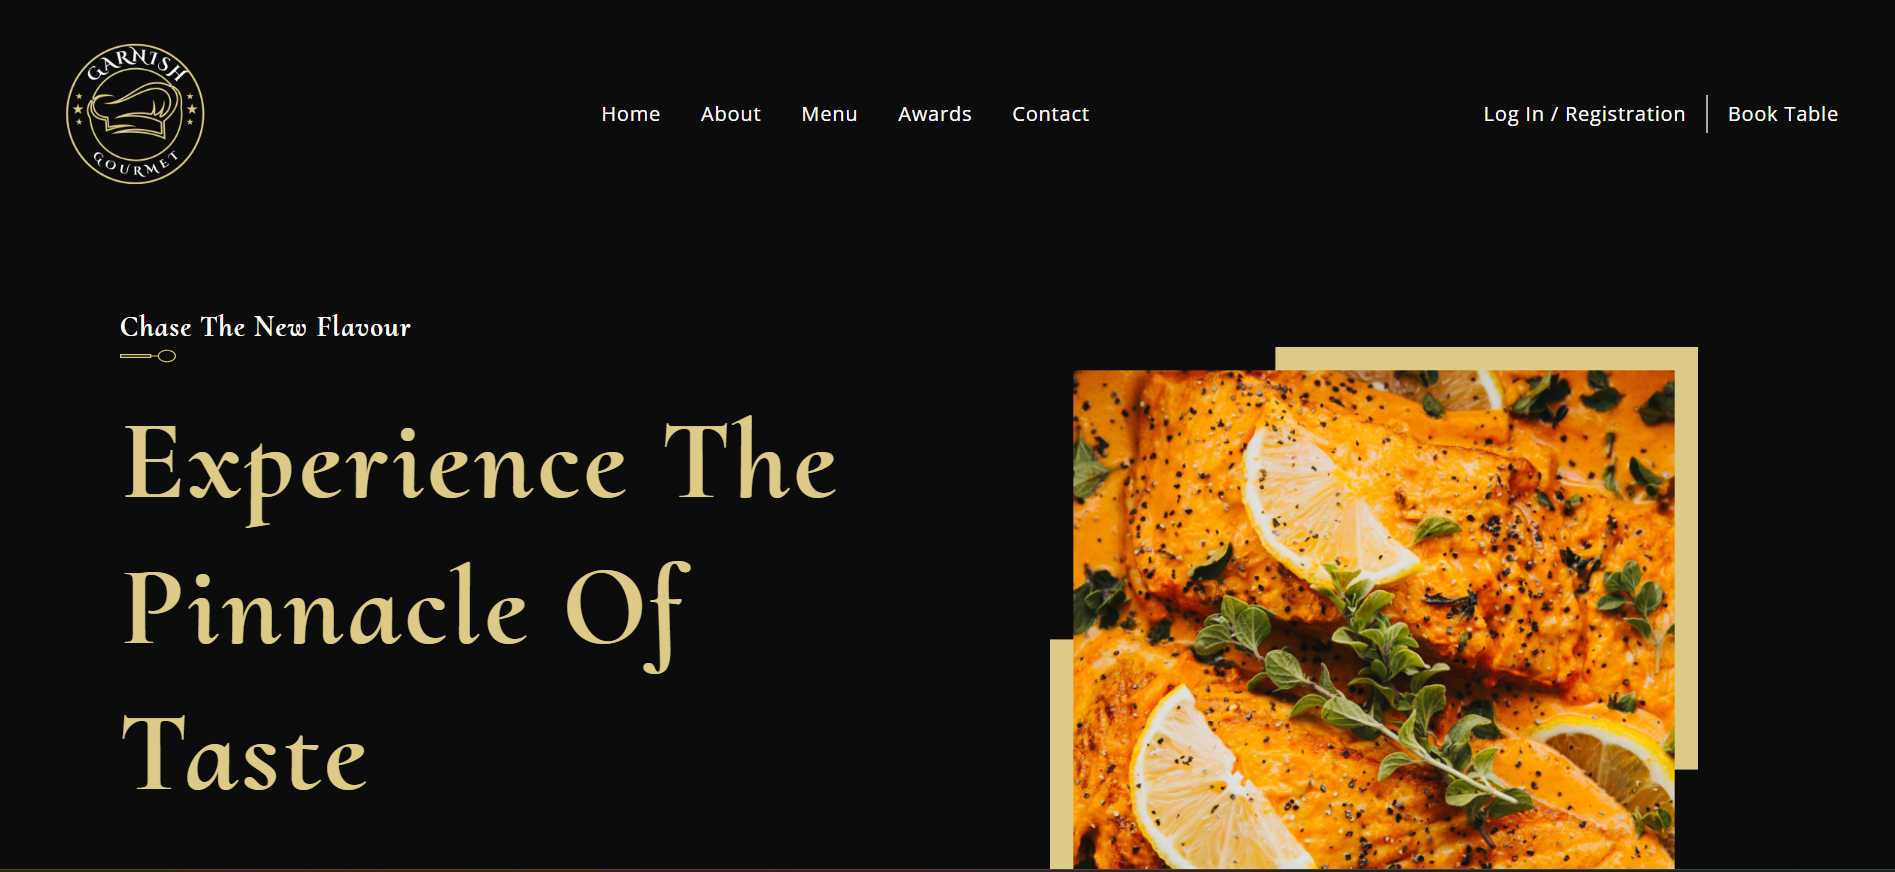 GARNISH
GOURMET
Home About Menu Awards Contact
Log In / Registration Book Table
Chase The New Flavour
Experience The
Pinnacle Of
Taste